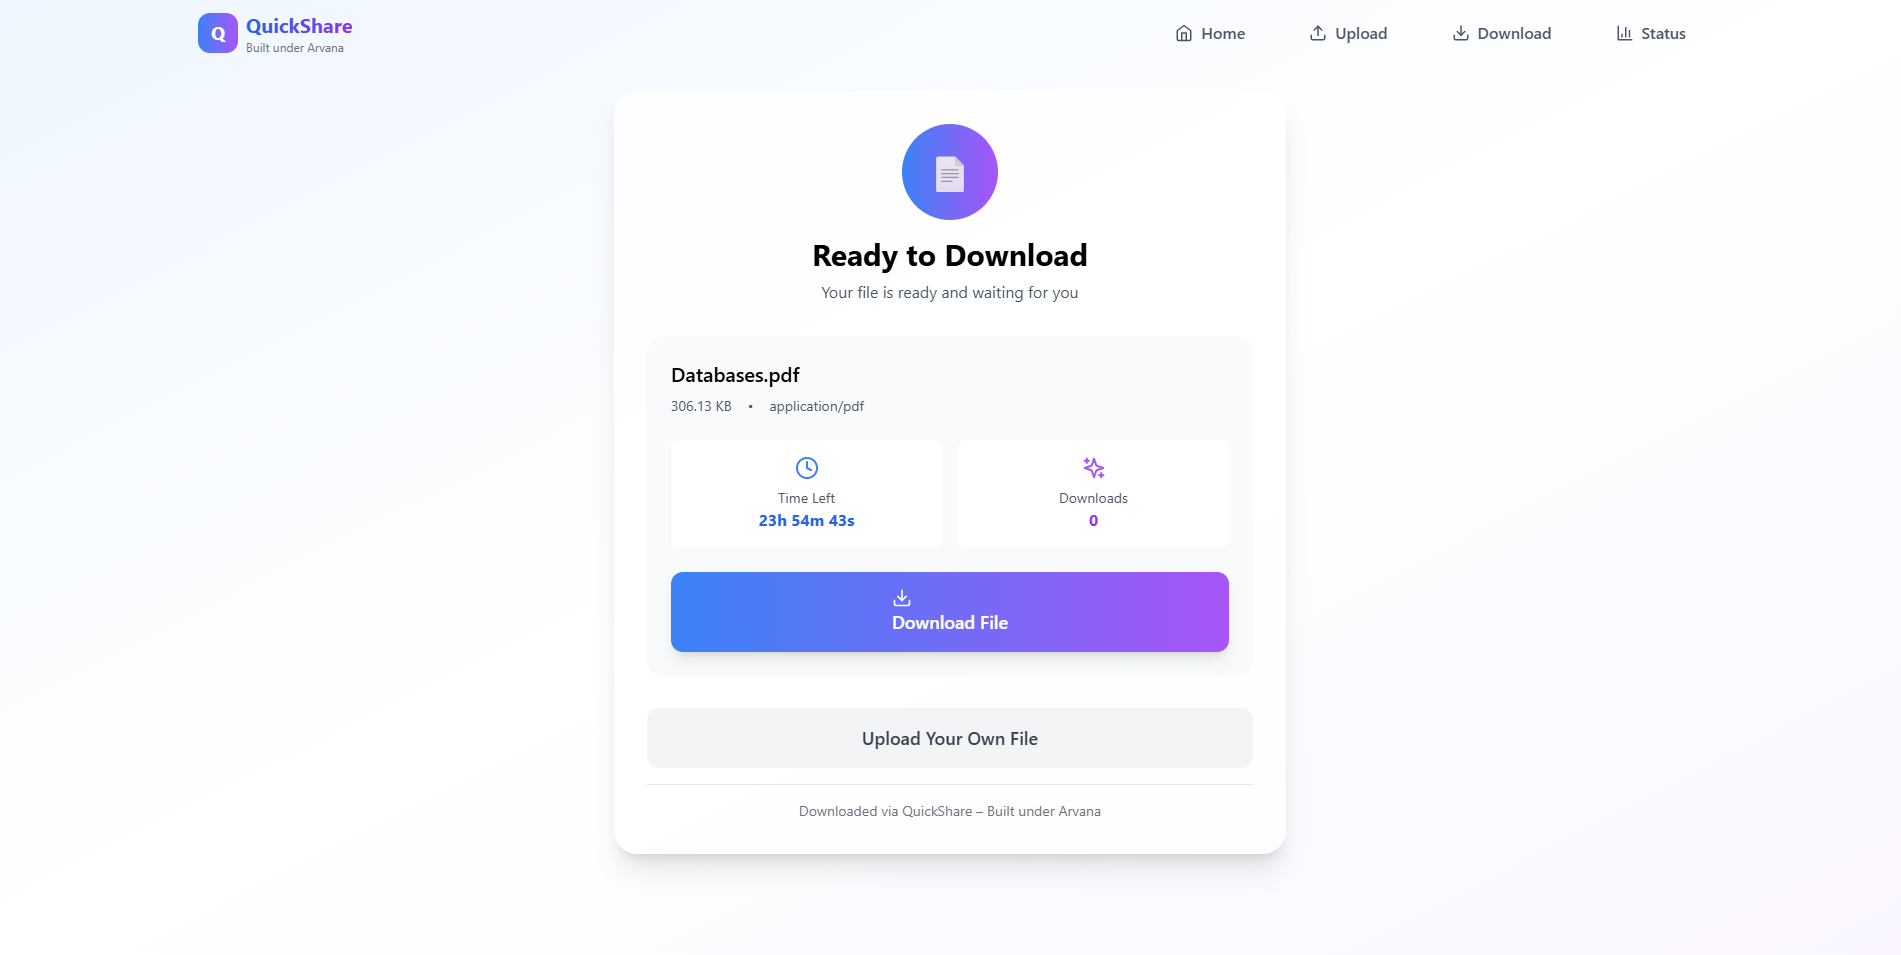 Q
QuickShare
Built under Arvana
Home
Upload
Download
Status
Ready to Download
Your file is ready and waiting for you
Databases.pdf
306.13 KB • application/pdf
Time Left
23h 54m 43s
Downloads
0
Download File
Upload Your Own File
Downloaded via QuickShare – Built under Arvana